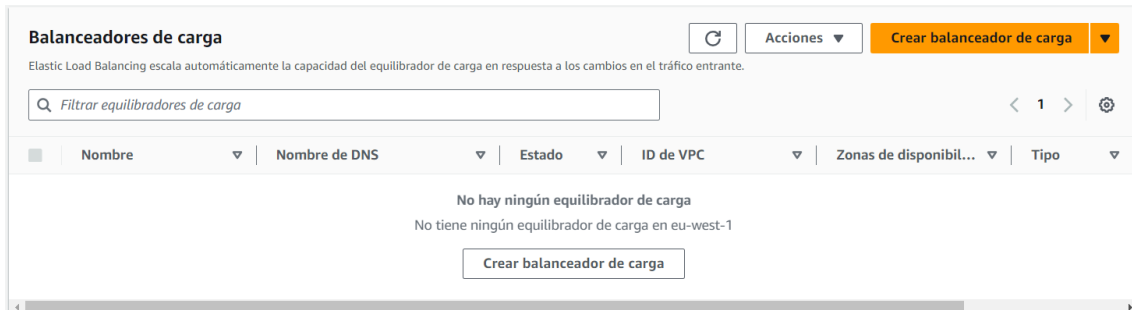 Balanceadores de carga
Acciones
Crear balanceador de carga
Elastic Load Balancing escala automáticamente la capacidad del equilibrador de carga en respuesta a los cambios en el tráfico entrante.
Filtrar equilibradores de carga
1
Nombre
Nombre de DNS
Estado
ID de VPC
Zonas de disponibil...
Tipo
No hay ningún equilibrador de carga
No tiene ningún equilibrador de carga en eu-west-1
Crear balanceador de carga